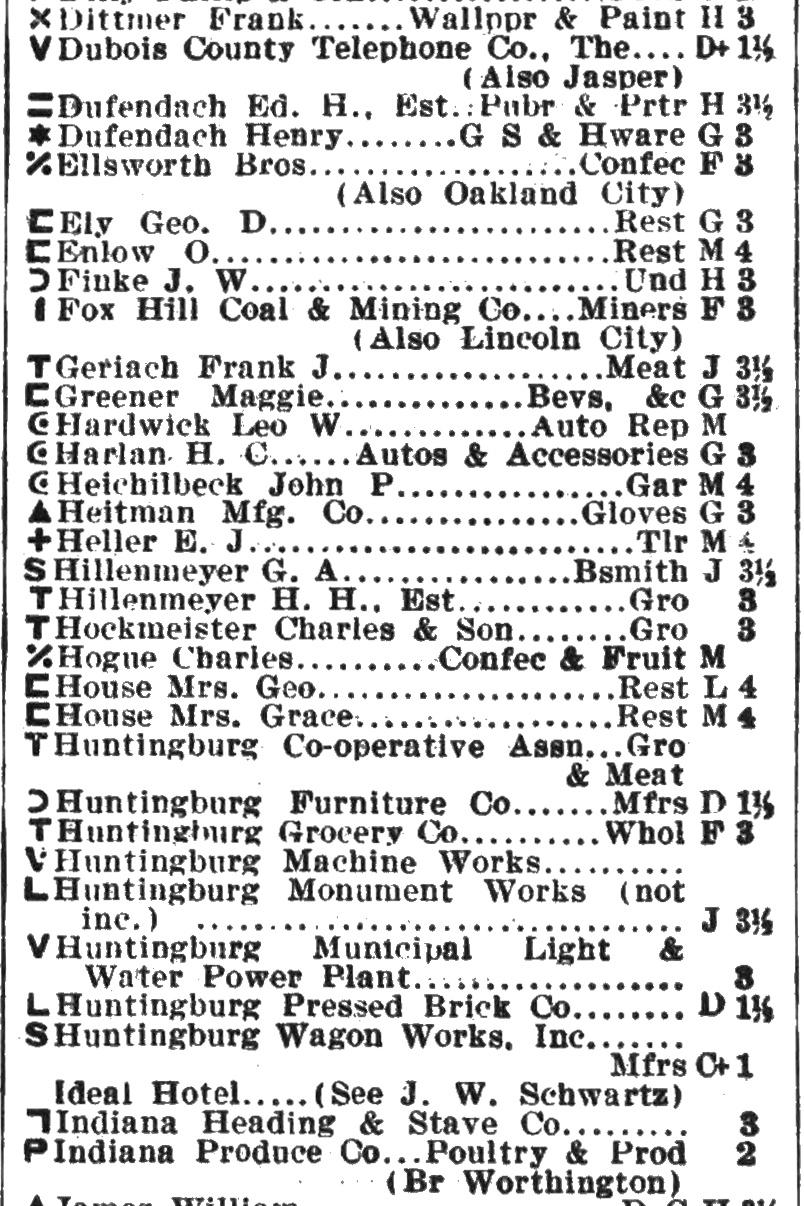 ✕ Dittmer Frank.......Wallppr & Paint H 3
V Dubois County Telephone Co., The.... D+ 1½
(Also Jasper)
Dufendach Ed. H., Est..Pubr & Prtr H 3½
✶ Dufendach Henry........G S & Hware G 3
٪ Ellsworth Bros...................Confec F 3
(Also Oakland City)
⊏ Ely Geo. D........................Rest G 3
⊏ Enlow O............................Rest M 4
Ɔ Finke J. W..........................Und H 3
Fox Hill Coal & Mining Co....Miners F 3
(Also Lincoln City)
T Geriach Frank J...................Meat J 3½
⊏ Greener Maggie..............Bevs, &c G 3½
Hardwick Leo W.............Auto Rep M
Harlan H. C......Autos & Accessories G 3
Heichilbeck John P................Gar M 4
▲ Heitman Mfg. Co...............Gloves G 3
+ Heller E. J...........................Tlr M 4
S Hillenmeyer G. A................Bsmith J 3½
T Hillenmeyer H. H., Est............Gro 3
T Hockmeister Charles & Son........Gro 3
٪ Hogue Charles..........Confec & Fruit M
⊏ House Mrs. Geo.....................Rest L 4
⊏ House Mrs. Grace...................Rest M 4
T Huntingburg Co-operative Assn...Gro
& Meat
Ɔ Huntingburg Furniture Co.......Mfrs D 1½
T Huntingburg Grocery Co..........Whol F 3
V Huntingburg Machine Works..........
L Huntingburg Monument Works (not
inc.) .................................. J 3½
V Huntingburg Municipal Light &
Water Power Plant................... 3
L Huntingburg Pressed Brick Co........ D 1½
S Huntingburg Wagon Works, Inc.......
Mfrs C+ 1
Ideal Hotel.....(See J. W. Schwartz)
Indiana Heading & Stave Co......... 3
P Indiana Produce Co...Poultry & Prod 2
(Br Worthington)
James William